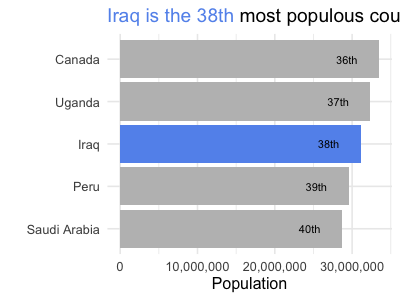 Iraq is the 38th most populous cou
Canada
36th
Uganda
37th
Iraq
38th
Peru
39th
Saudi Arabia
40th
0 10,000,000 20,000,000 30,000,000
Population